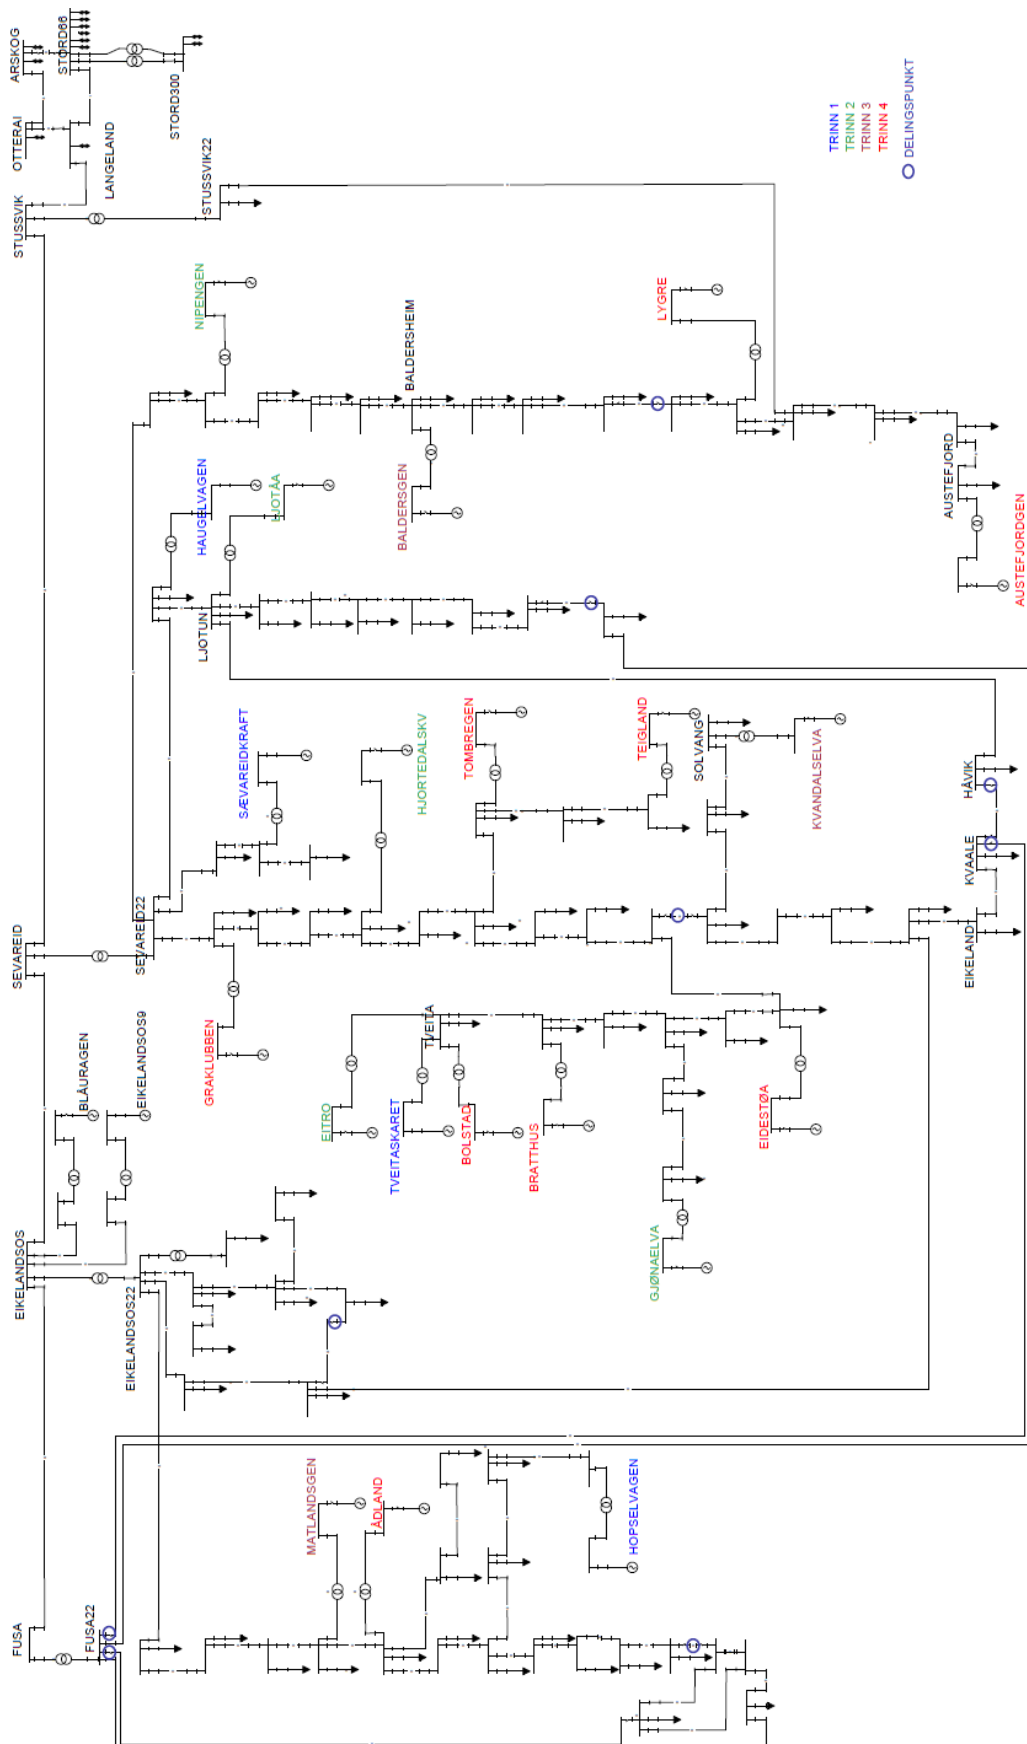 FUSA
FUSA22
MATLANDSGEN
ÅDLAND
HOPSELVAGEN
EIKELANDSOS
EIKELANDSOS22
BLÅURAGEN
EIKELANDSOS9
EITRO
TVEITASKARET
TVEITA
BOLSTAD
BRATTHUS
GJØNAELVA
EIDESTØA
SEVAREID
SEVAREID22
GRAKLUBBEN
SÆVAREIDKRAFT
HJORTEDALSKV
TOMBREGEN
TEIGLAND
SOLVANG
KVANDALSELVA
EIKELAND
KVAALE
HÅVIK
LJOTUN
HAUGELVAGEN
LJOTÅA
NIPENGEN
BALDERSHEIM
BALDERSGEN
LYGRE
AUSTEFJORD
AUSTEFJORDGEN
STUSSVIK
STUSSVIK22
LANGELAND
OTTERAI
ARSKOG
STORD66
STORD300
TRINN 1
TRINN 2
TRINN 3
TRINN 4
DELINGSPUNKT